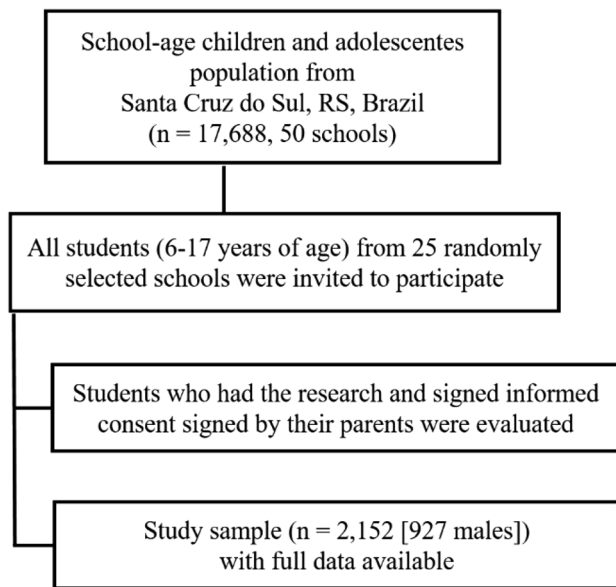 School-age children and adolescentes
population from
Santa Cruz do Sul, RS, Brazil
(n = 17,688, 50 schools)
All students (6-17 years of age) from 25 randomly
selected schools were invited to participate
Students who had the research and signed informed
consent signed by their parents were evaluated
Study sample (n = 2,152 [927 males])
with full data available